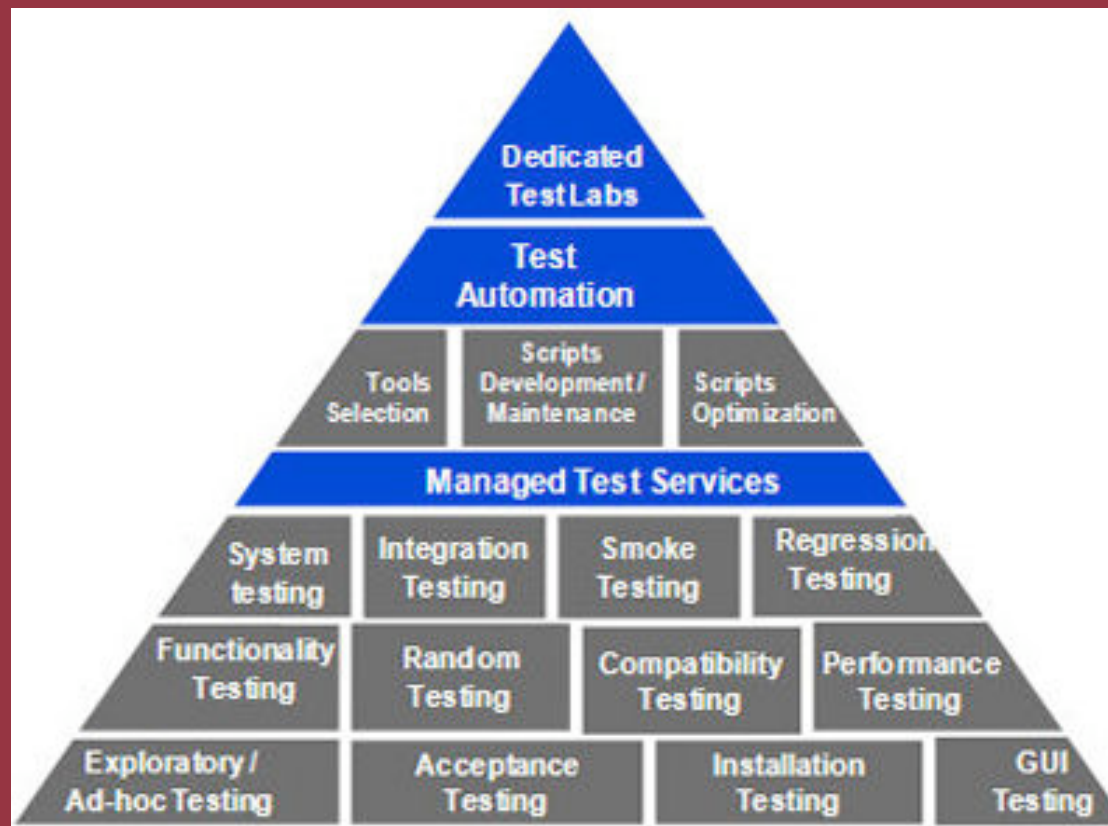 Dedicated
Test Labs
Test
Automation
Tools
Selection
Scripts
Development /
Maintenance
Scripts
Optimization
Managed Test Services
System
testing
Integration
Testing
Smoke
Testing
Regression
Testing
Functionality
Testing
Random
Testing
Compatibility
Testing
Performance
Testing
Exploratory /
Ad-hoc Testing
Acceptance
Testing
Installation
Testing
GUI
Testing